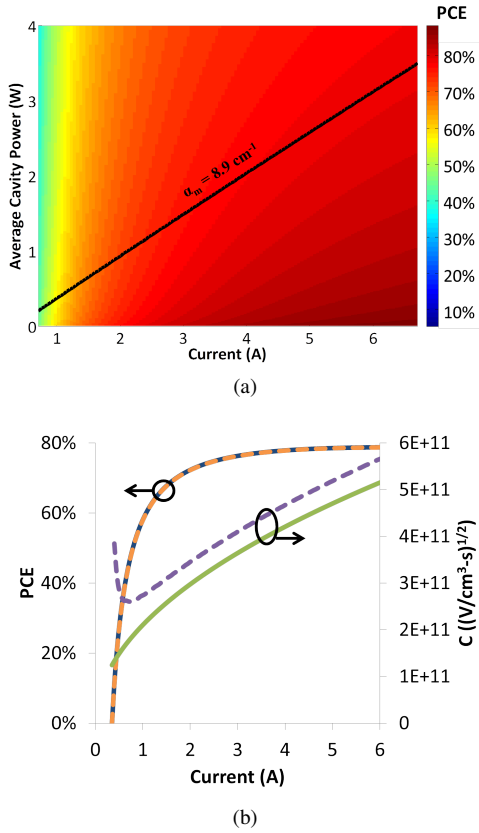 PCE
4
3
2
1
0
Average Cavity Power (W)
αm = 8.9 cm-1
80%
70%
60%
50%
40%
30%
20%
10%
1 2 3 4 5 6
Current (A)
(a)
80%
60%
40%
20%
0%
PCE
6E+11
5E+11
4E+11
3E+11
2E+11
1E+11
0
C ((V/cm3-s)1/2)
0 1 2 3 4 5 6
Current (A)
(b)